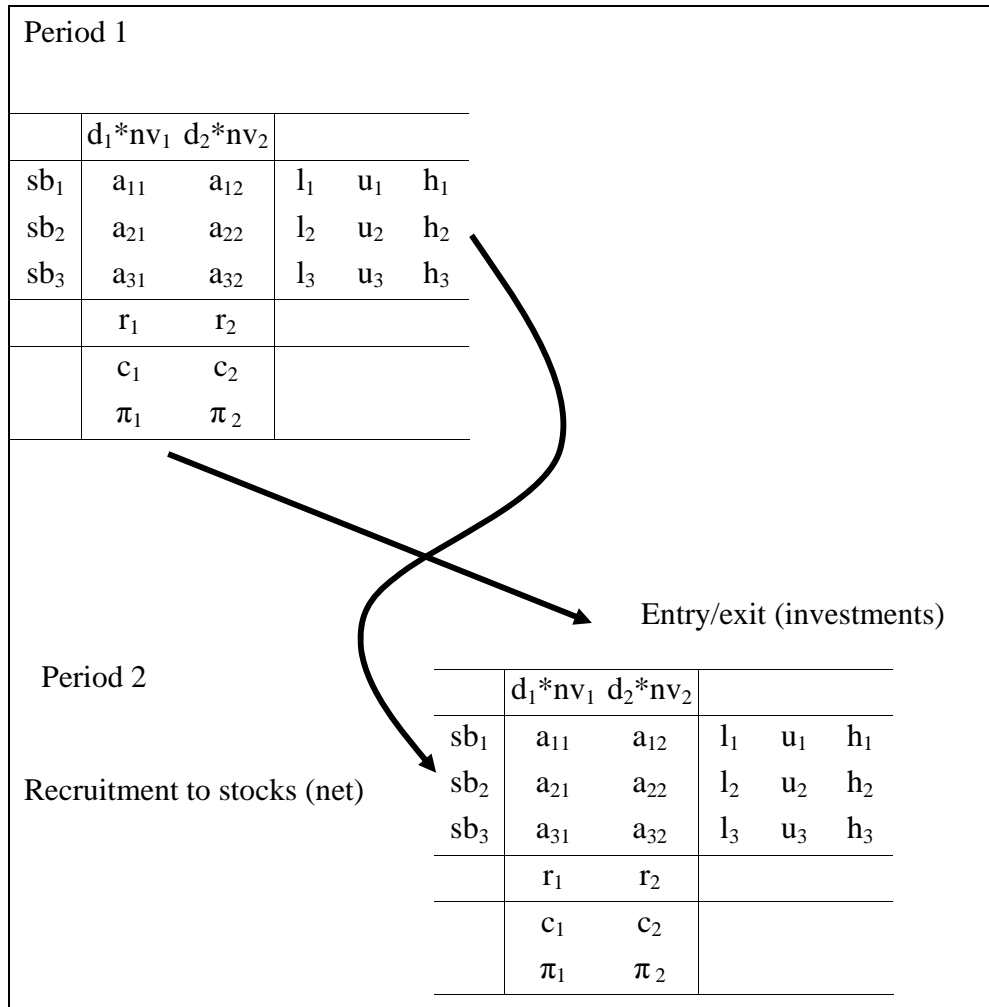 Period 1
d₁*nv₁ d₂*nv₂
sb₁ a₁₁ a₁₂ l₁ u₁ h₁
sb₂ a₂₁ a₂₂ l₂ u₂ h₂
sb₃ a₃₁ a₃₂ l₃ u₃ h₃
r₁ r₂
c₁ c₂
π₁ π₂
Entry/exit (investments)
Period 2
d₁*nv₁ d₂*nv₂
sb₁ a₁₁ a₁₂ l₁ u₁ h₁
Recruitment to stocks (net)
sb₂ a₂₁ a₂₂ l₂ u₂ h₂
sb₃ a₃₁ a₃₂ l₃ u₃ h₃
r₁ r₂
c₁ c₂
π₁ π₂